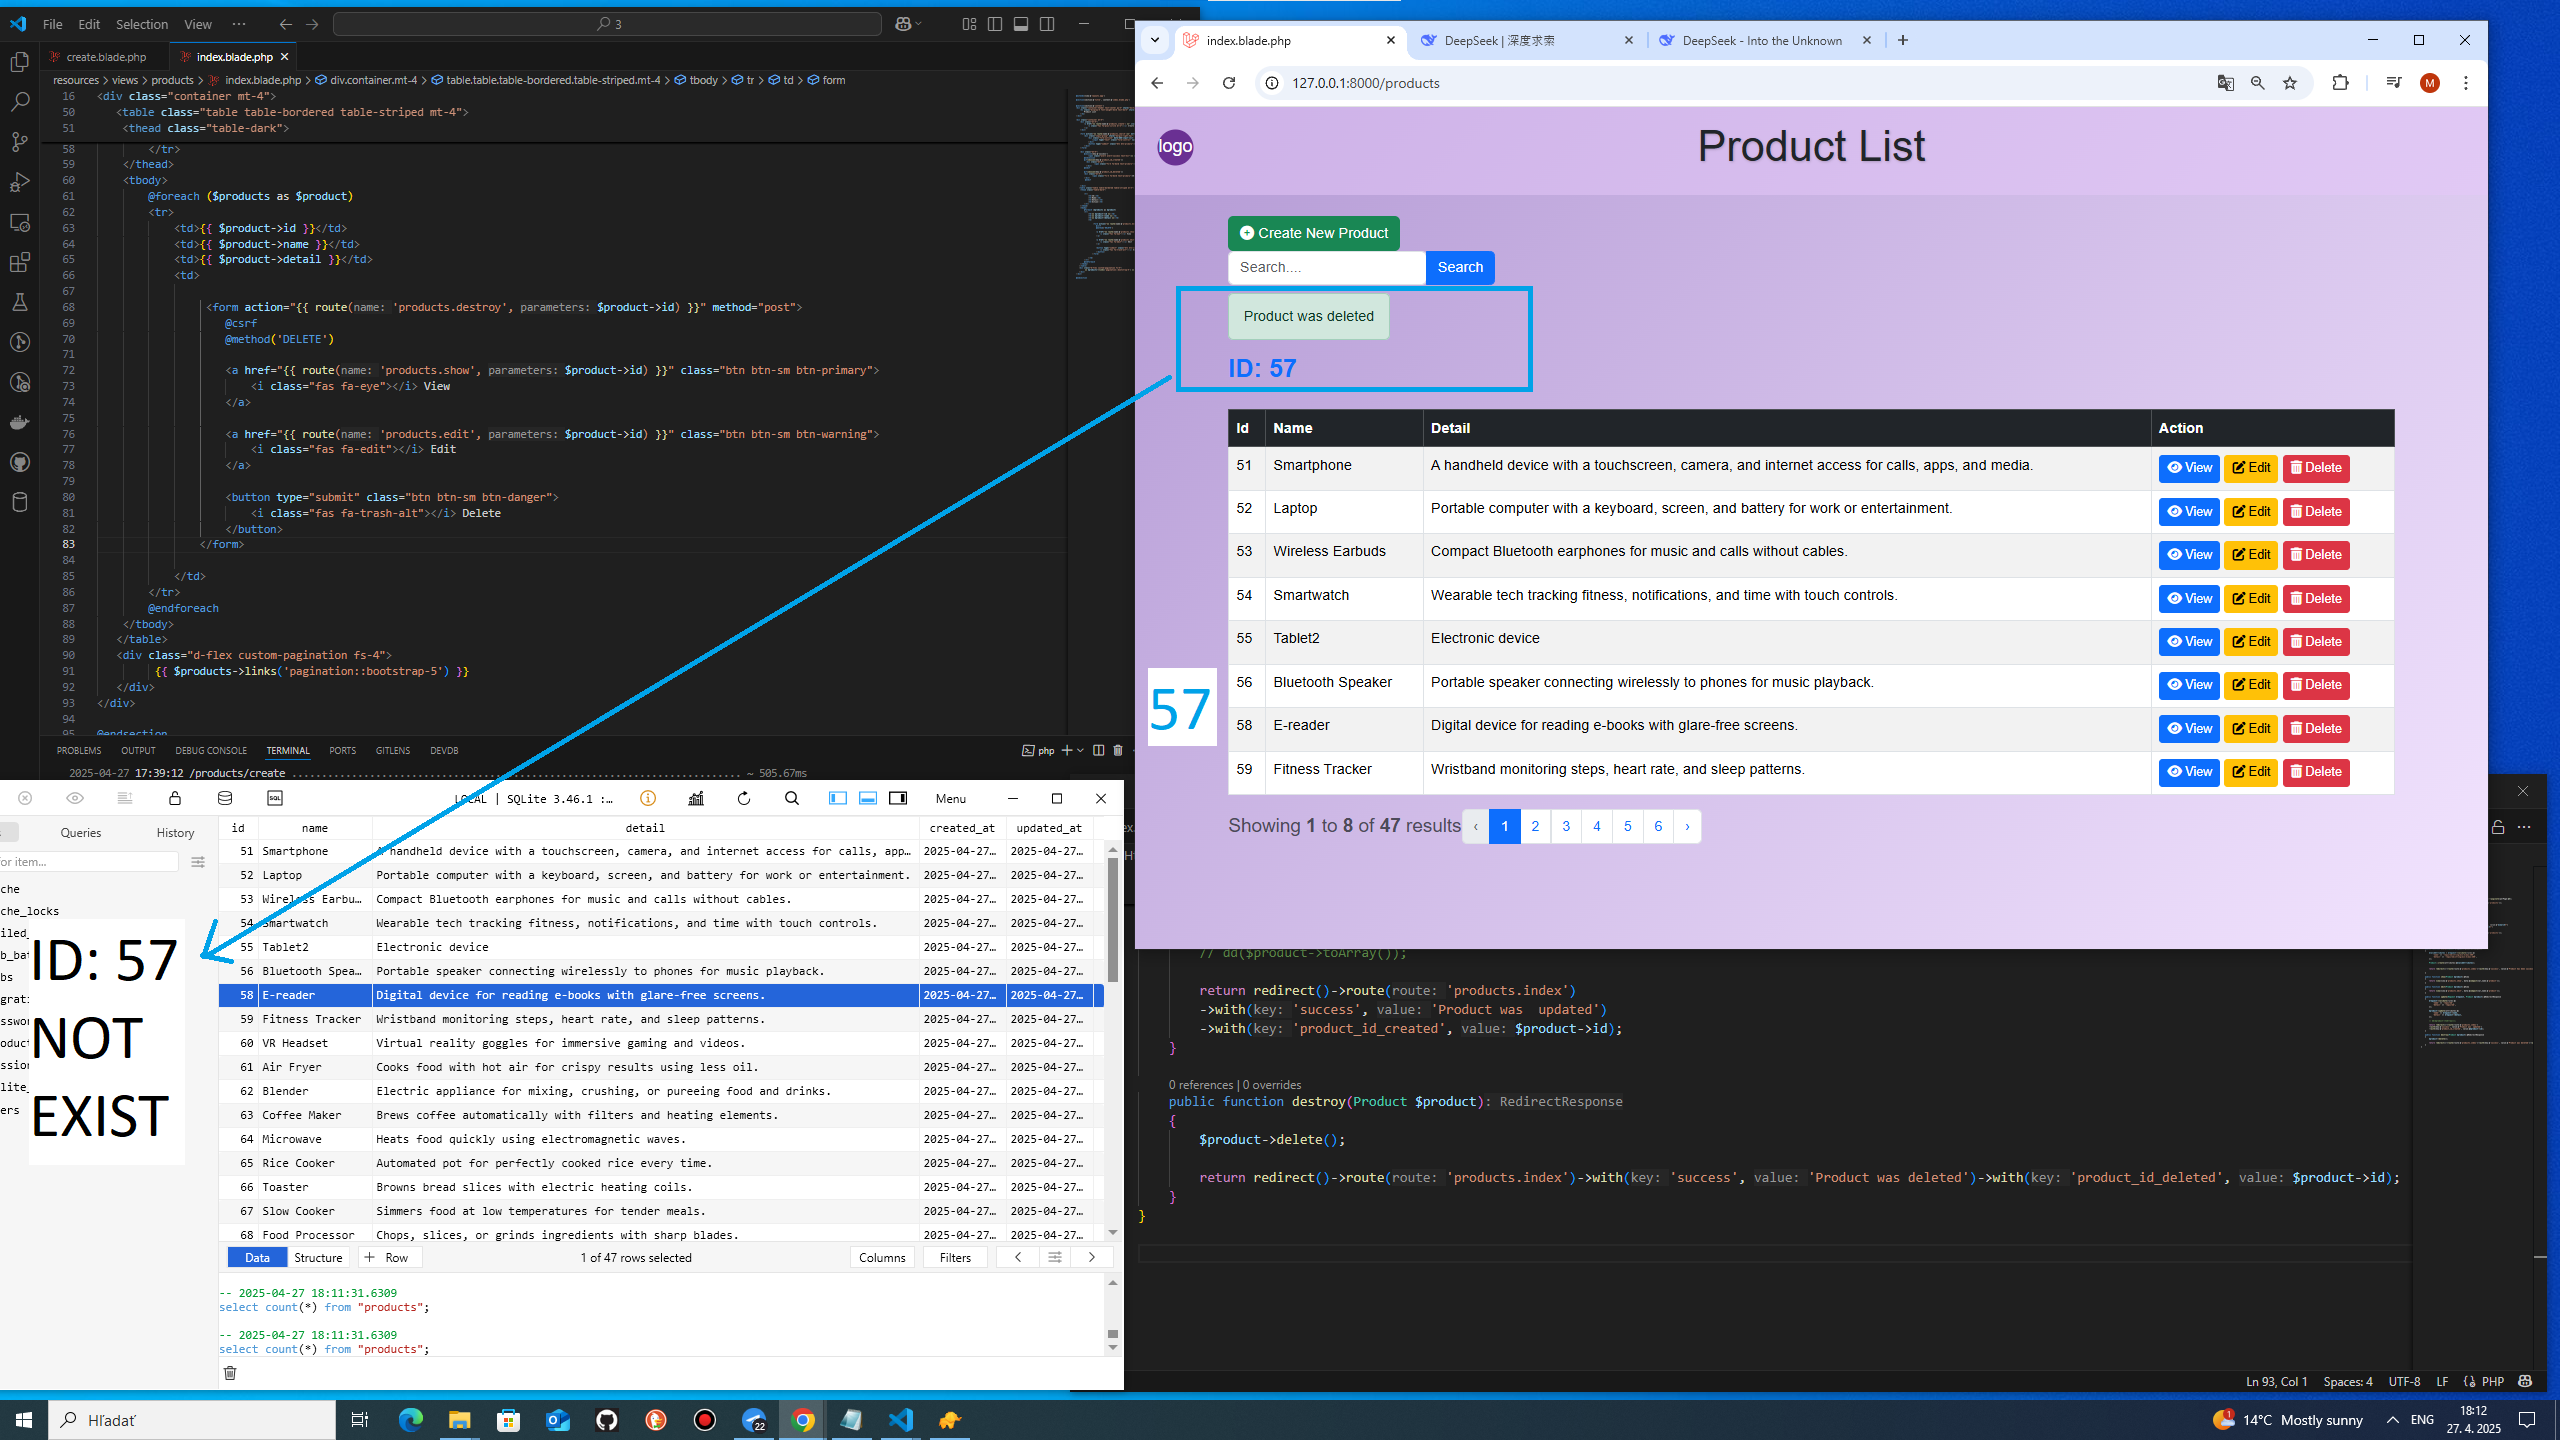 File Edit Selection View ···
3
create.blade.php
index.blade.php
resources > views > products > index.blade.php > div.container.mt-4 > table.table.table-bordered.table-striped.mt-4 > tbody > tr > td > form
16 <div class="container mt-4">
50 <table class="table table-bordered table-striped mt-4">
51 <thead class="table-dark">
58 </tr>
59 </thead>
60 <tbody>
61 @foreach ($products as $product)
62 <tr>
63 <td>{{ $product->id }}</td>
64 <td>{{ $product->name }}</td>
65 <td>{{ $product->detail }}</td>
66 <td>
67
68 <form action="{{ route(name: 'products.destroy', parameters: $product->id) }}" method="post">
69 @csrf
70 @method('DELETE')
71
72 <a href="{{ route(name: 'products.show', parameters: $product->id) }}" class="btn btn-sm btn-primary">
73 <i class="fas fa-eye"></i> View
74 </a>
75
76 <a href="{{ route(name: 'products.edit', parameters: $product->id) }}" class="btn btn-sm btn-warning">
77 <i class="fas fa-edit"></i> Edit
78 </a>
79
80 <button type="submit" class="btn btn-sm btn-danger">
81 <i class="fas fa-trash-alt"></i> Delete
82 </button>
83 </form>
84
85 </td>
86 </tr>
87 @endforeach
88 </tbody>
89 </table>
90 <div class="d-flex custom-pagination fs-4">
91 {{ $products->links('pagination::bootstrap-5') }}
92 </div>
93 </div>
94
95 @endsection
PROBLEMS OUTPUT DEBUG CONSOLE TERMINAL PORTS GITLENS DEVDB
php
2025-04-27 17:39:12 /products/create ~ 505.67ms
index.blade.php
DeepSeek | 深度求索
DeepSeek - Into the Unknown
127.0.0.1:8000/products
M
logo
Product List
Create New Product
Search....
Search
Product was deleted
ID: 57
Id Name Detail Action
51 Smartphone A handheld device with a touchscreen, camera, and internet access for calls, apps, and media. View Edit Delete
52 Laptop Portable computer with a keyboard, screen, and battery for work or entertainment. View Edit Delete
53 Wireless Earbuds Compact Bluetooth earphones for music and calls without cables. View Edit Delete
54 Smartwatch Wearable tech tracking fitness, notifications, and time with touch controls. View Edit Delete
55 Tablet2 Electronic device View Edit Delete
56 Bluetooth Speaker Portable speaker connecting wirelessly to phones for music playback. View Edit Delete
57
58 E-reader Digital device for reading e-books with glare-free screens. View Edit Delete
59 Fitness Tracker Wristband monitoring steps, heart rate, and sleep patterns. View Edit Delete
Showing 1 to 8 of 47 results ‹ 1 2 3 4 5 6 ›
SQL
LOCAL | SQLite 3.46.1 :...
Menu
Queries
History
for item...
che
che_locks
iled_
b_bat
bs
grati
sswor
oduct
ssion
lite_
ers
ID: 57
NOT
EXIST
id name detail created_at updated_at
51 Smartphone A handheld device with a touchscreen, camera, and internet access for calls, app… 2025-04-27… 2025-04-27…
52 Laptop Portable computer with a keyboard, screen, and battery for work or entertainment. 2025-04-27… 2025-04-27…
53 Wireless Earbu… Compact Bluetooth earphones for music and calls without cables. 2025-04-27… 2025-04-27…
54 Smartwatch Wearable tech tracking fitness, notifications, and time with touch controls. 2025-04-27… 2025-04-27…
55 Tablet2 Electronic device 2025-04-27… 2025-04-27…
56 Bluetooth Spea… Portable speaker connecting wirelessly to phones for music playback. 2025-04-27… 2025-04-27…
58 E-reader Digital device for reading e-books with glare-free screens. 2025-04-27… 2025-04-27…
59 Fitness Tracker Wristband monitoring steps, heart rate, and sleep patterns. 2025-04-27… 2025-04-27…
60 VR Headset Virtual reality goggles for immersive gaming and videos. 2025-04-27… 2025-04-27…
61 Air Fryer Cooks food with hot air for crispy results using less oil. 2025-04-27… 2025-04-27…
62 Blender Electric appliance for mixing, crushing, or pureeing food and drinks. 2025-04-27… 2025-04-27…
63 Coffee Maker Brews coffee automatically with filters and heating elements. 2025-04-27… 2025-04-27…
64 Microwave Heats food quickly using electromagnetic waves. 2025-04-27… 2025-04-27…
65 Rice Cooker Automated pot for perfectly cooked rice every time. 2025-04-27… 2025-04-27…
66 Toaster Browns bread slices with electric heating coils. 2025-04-27… 2025-04-27…
67 Slow Cooker Simmers food at low temperatures for tender meals. 2025-04-27… 2025-04-27…
68 Food Processor Chops, slices, or grinds ingredients with sharp blades. 2025-04-27… 2025-04-27…
Data Structure + Row 1 of 47 rows selected Columns Filters
-- 2025-04-27 18:11:31.6309
select count(*) from "products";
-- 2025-04-27 18:11:31.6309
select count(*) from "products";
// dd($product->toArray());
return redirect()->route(route: 'products.index')
->with(key: 'success', value: 'Product was  updated')
->with(key: 'product_id_created', value: $product->id);
}
0 references | 0 overrides
public function destroy(Product $product): RedirectResponse
{
$product->delete();
return redirect()->route(route: 'products.index')->with(key: 'success', value: 'Product was deleted')->with(key: 'product_id_deleted', value: $product->id);
}
}
Ln 93, Col 1 Spaces: 4 UTF-8 LF PHP
Hľadať
22
1
14°C Mostly sunny
ENG
18:12
27. 4. 2025